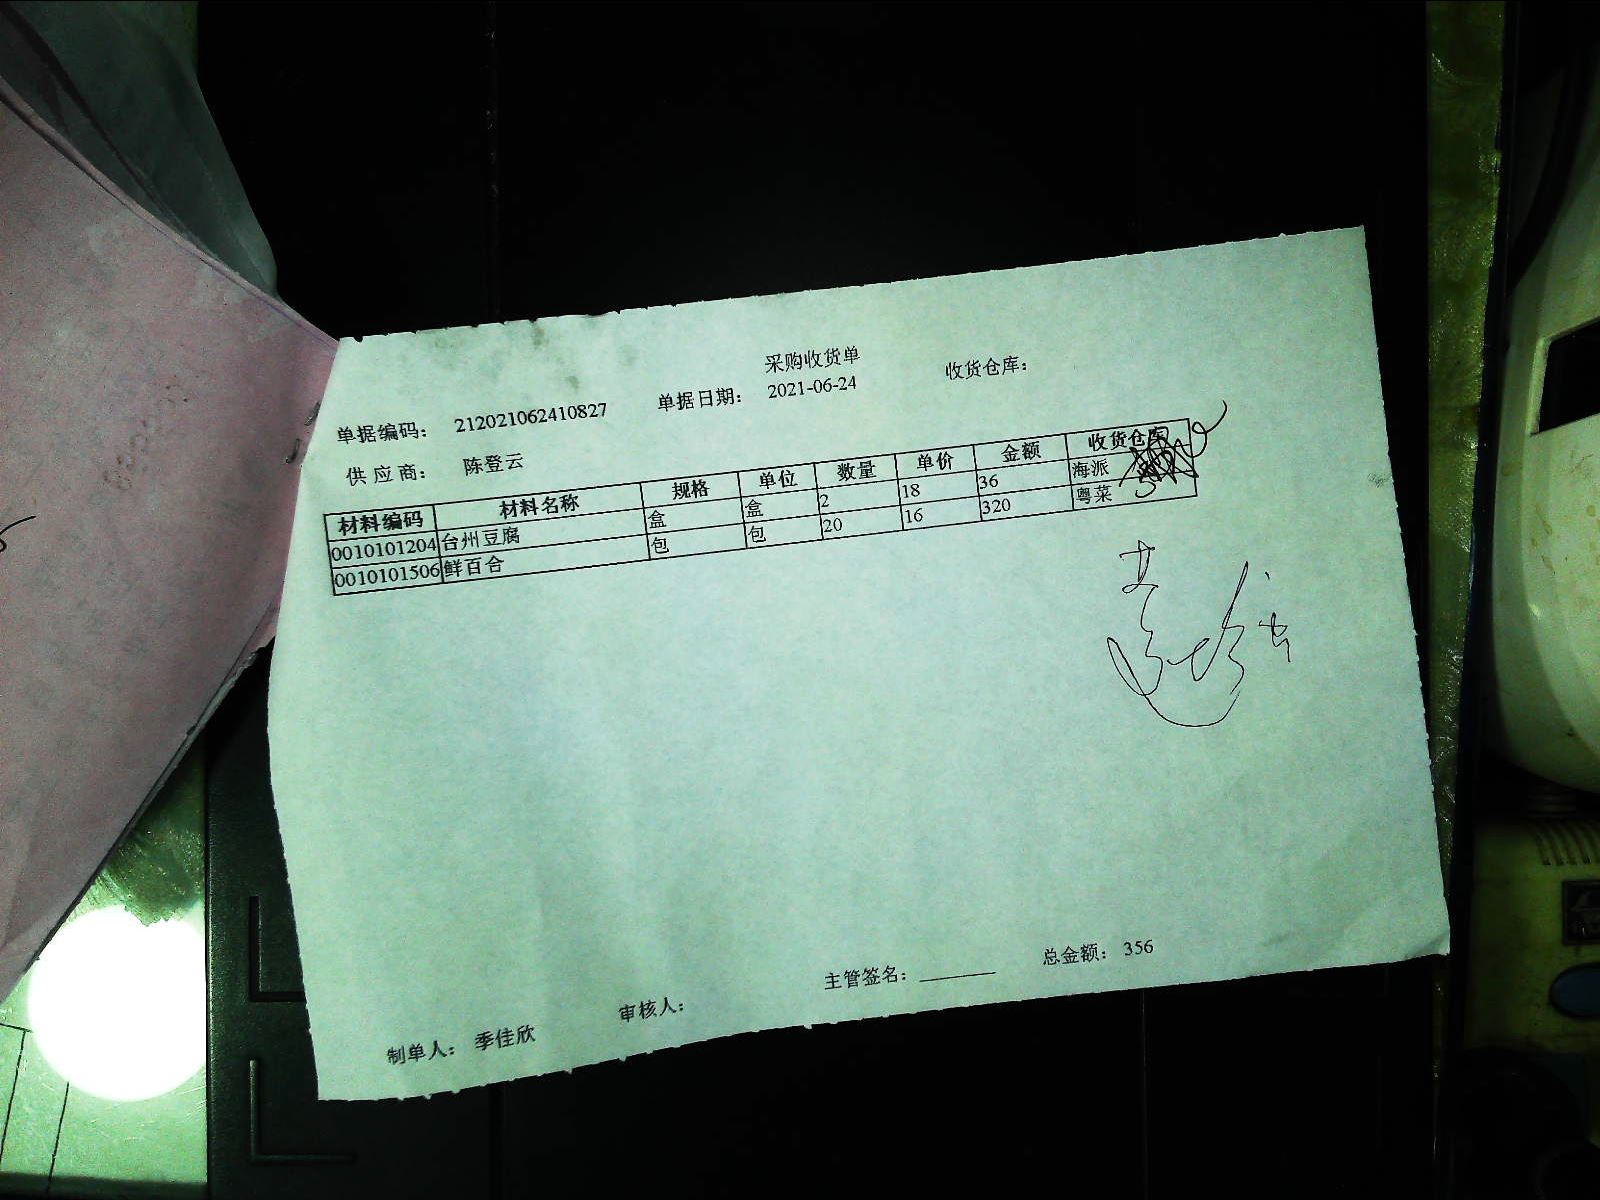 采购收货单
单据编码： 212021062410827 单据日期： 2021-06-24 收货仓库：
供应商： 陈登云
材料编码 材料名称 规格 单位 数量 单价 金额 收货仓库
0010101204 台州豆腐 盒 盒 2 18 36 海派
0010101506 鲜百合 包 包 20 16 320 粤菜
制单人： 季佳欣 审核人： 主管签名： 总金额： 356